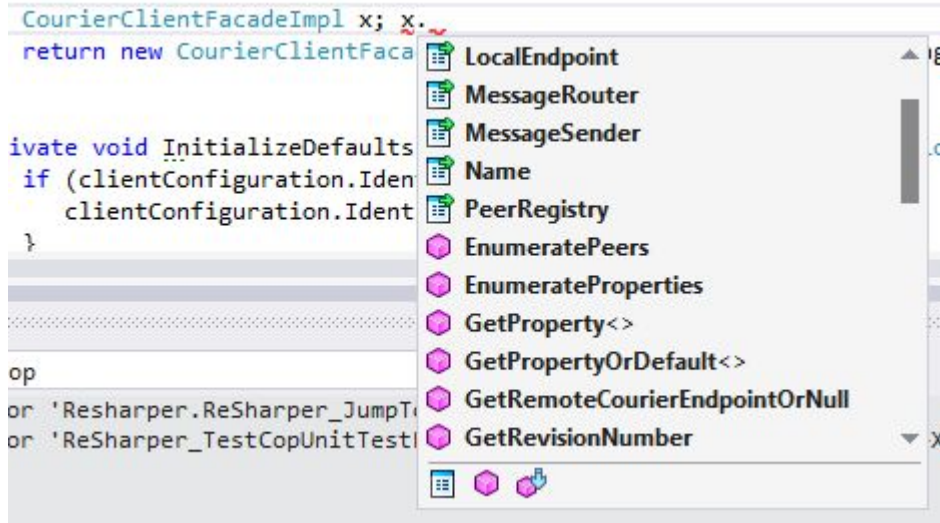 CourierClientFacadeImpl x; x.
return new CourierClientFaca
ivate void InitializeDefaults
if (clientConfiguration.Iden
clientConfiguration.Ident
}
LocalEndpoint
MessageRouter
MessageSender
Name
PeerRegistry
EnumeratePeers
EnumerateProperties
GetProperty<>
GetPropertyOrDefault<>
GetRemoteCourierEndpointOrNull
GetRevisionNumber
op
or 'Resharper.ReSharper_JumpT
or 'ReSharper_TestCopUnitTest